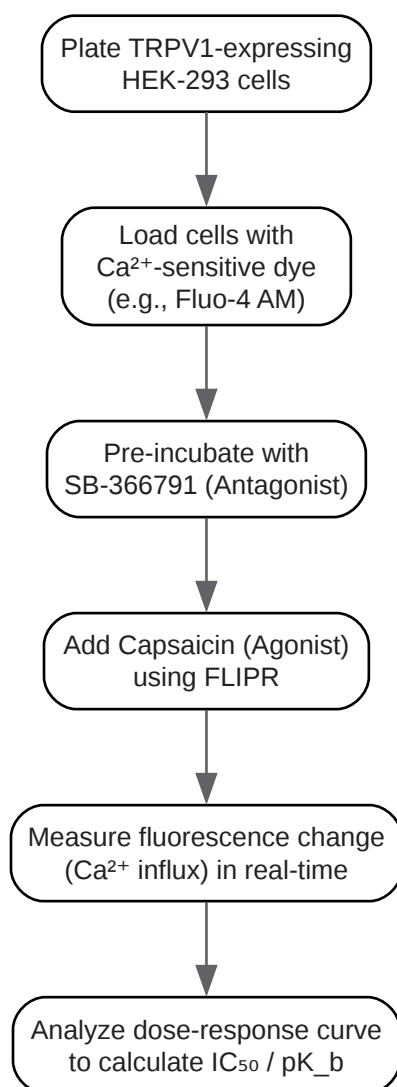 Plate TRPV1-expressing
HEK-293 cells
Load cells with
Ca²⁺-sensitive dye
(e.g., Fluo-4 AM)
Pre-incubate with
SB-366791 (Antagonist)
Add Capsaicin (Agonist)
using FLIPR
Measure fluorescence change
(Ca²⁺ influx) in real-time
Analyze dose-response curve
to calculate IC₅₀ / pK_b